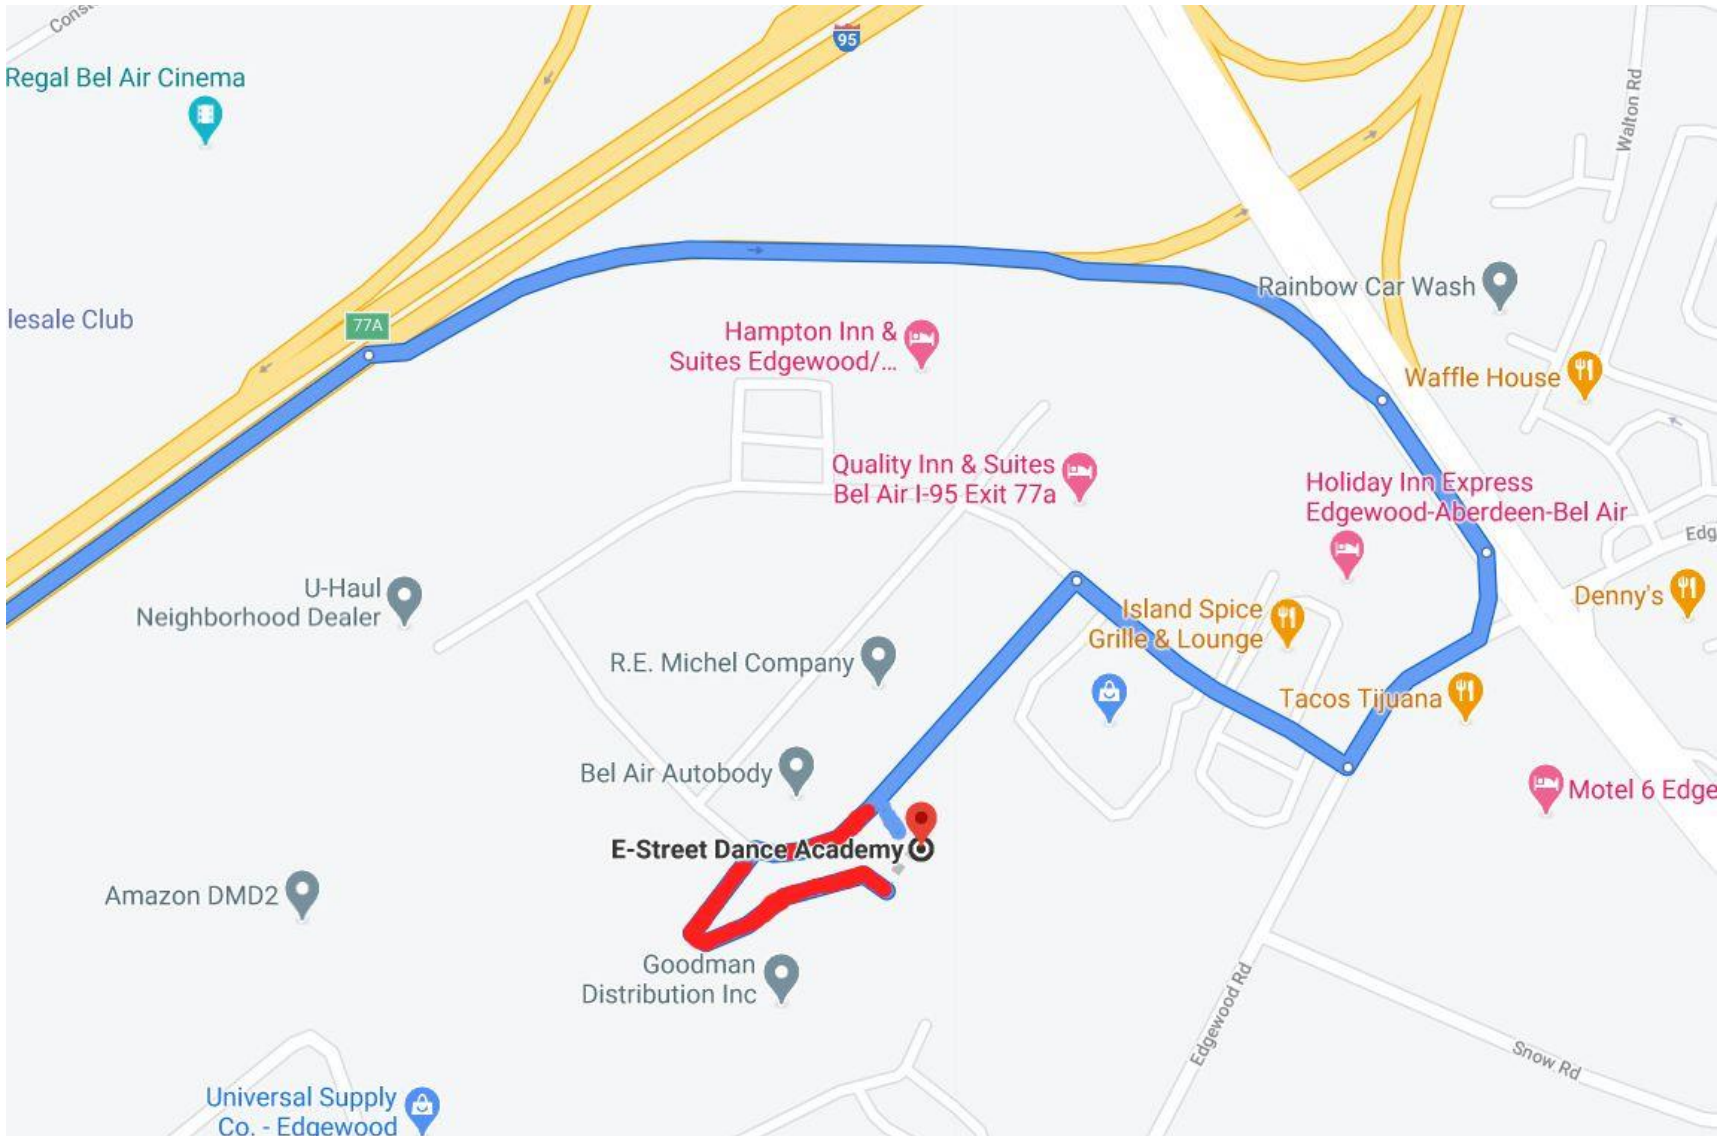 Regal Bel Air Cinema
95
Walton Rd
lesale Club
77A
Rainbow Car Wash
Hampton Inn &
Suites Edgewood/...
Waffle House
Quality Inn & Suites
Bel Air I-95 Exit 77a
Holiday Inn Express
Edgewood-Aberdeen-Bel Air
Edg
U-Haul
Neighborhood Dealer
Island Spice
Grille & Lounge
Denny's
R.E. Michel Company
Tacos Tijuana
Bel Air Autobody
Motel 6 Edge
E-Street Dance Academy
Amazon DMD2
Goodman
Distribution Inc
Edgewood Rd
Snow Rd
Universal Supply
Co. - Edgewood